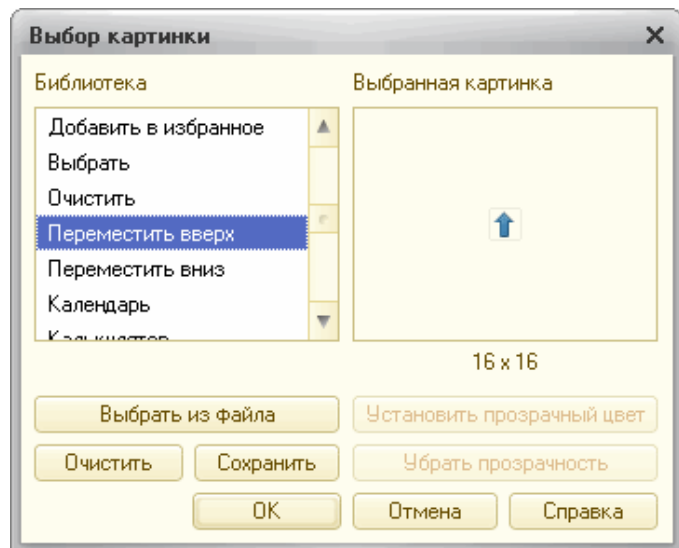 Выбор картинки
Библиотека
Выбранная картинка
Добавить в избранное
Выбрать
Очистить
Переместить вверх
Переместить вниз
Календарь
16 x 16
Выбрать из файла
Установить прозрачный цвет
Очистить
Сохранить
Убрать прозрачность
OK
Отмена
Справка